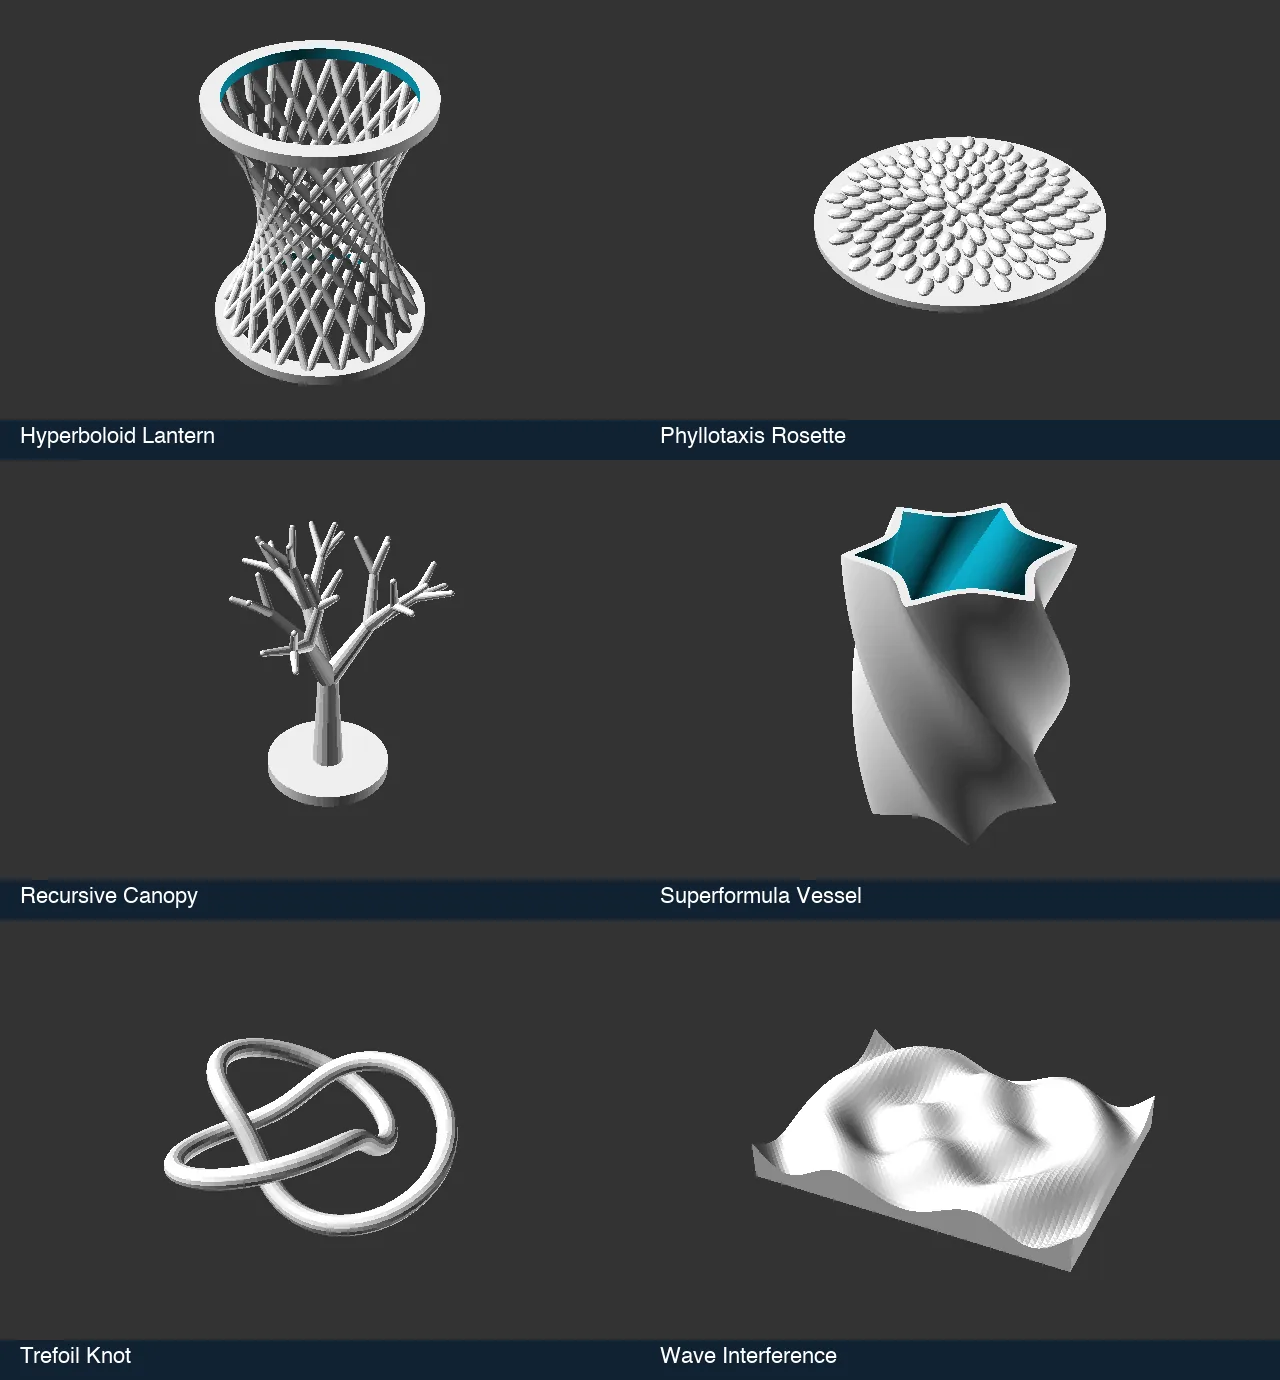 Hyperboloid Lantern
Phyllotaxis Rosette
Recursive Canopy
Superformula Vessel
Trefoil Knot
Wave Interference